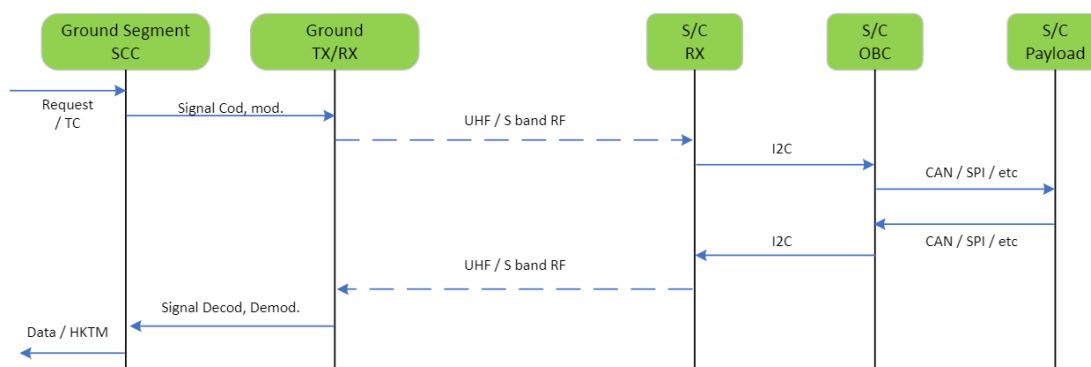 Ground Segment
SCC
Ground
TX/RX
S/C
RX
S/C
OBC
S/C
Payload
Request
/ TC
Signal Cod, mod.
UHF / S band RF
I2C
CAN / SPI / etc
CAN / SPI / etc
I2C
UHF / S band RF
Signal Decod, Demod.
Data / HKTM